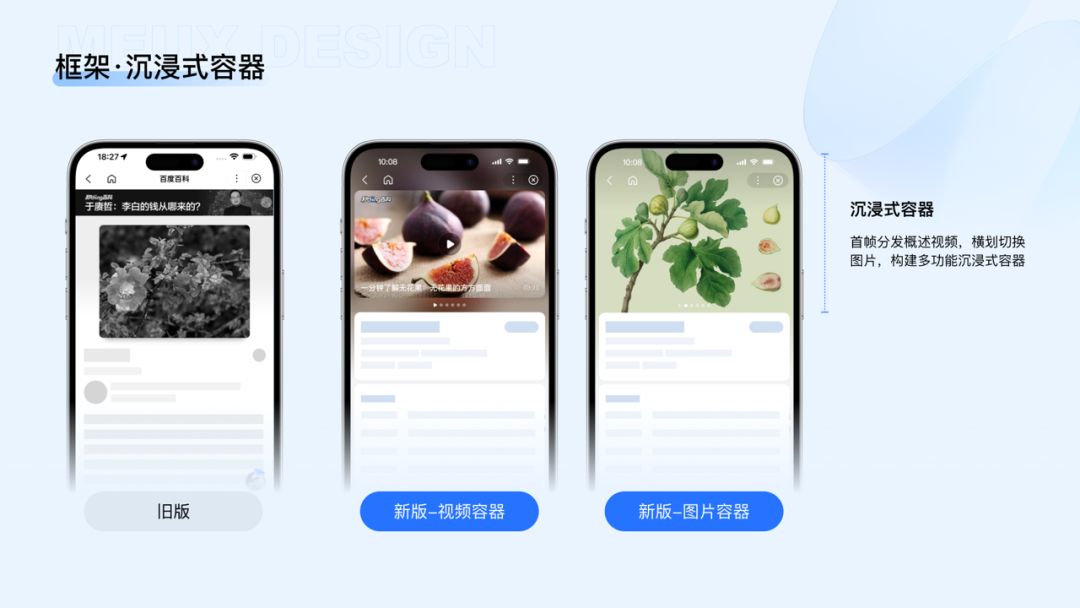 MEUX DESIGN
框架·沉浸式容器
18:27
百度百科
于赓哲：李白的钱从哪来的？
旧版
10:08
一分钟了解无花果：无花果的方方面面
新版–视频容器
10:08
新版–图片容器
沉浸式容器
首帧分发概述视频，横划切换
图片，构建多功能沉浸式容器